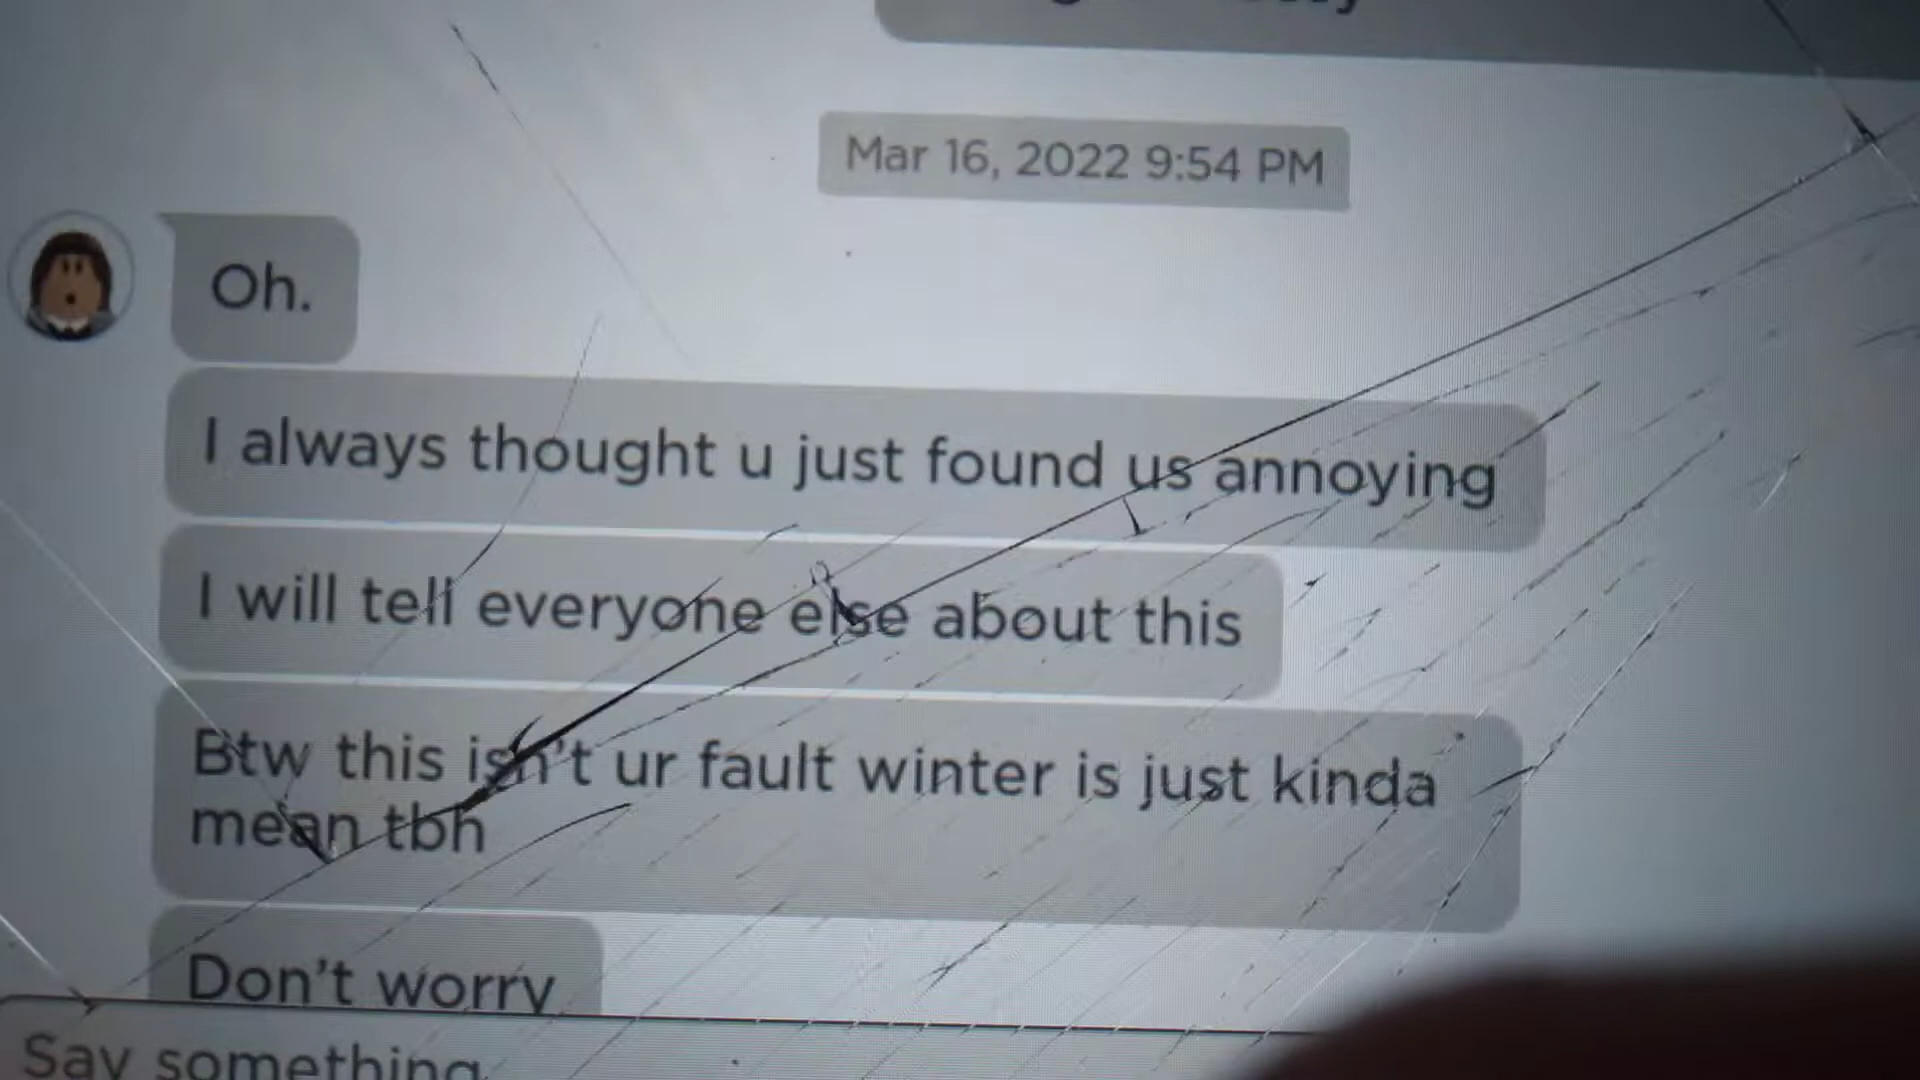 Mar 16, 2022 9:54 PM
Oh.
I always thought u just found us annoying
I will tell everyone else about this
Btw this isn't ur fault winter is just kinda
mean tbh
Don't worry
Say something